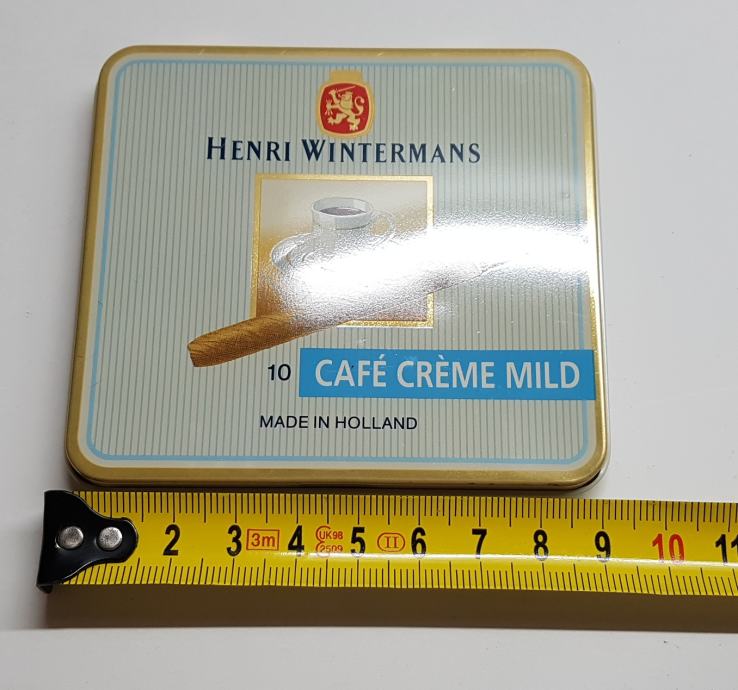 HENRI WINTERMANS
10 CAFÉ CRÈME MILD
MADE IN HOLLAND
2 3 3m 4 UK98 2509 5 II 6 7 8 9 10 11